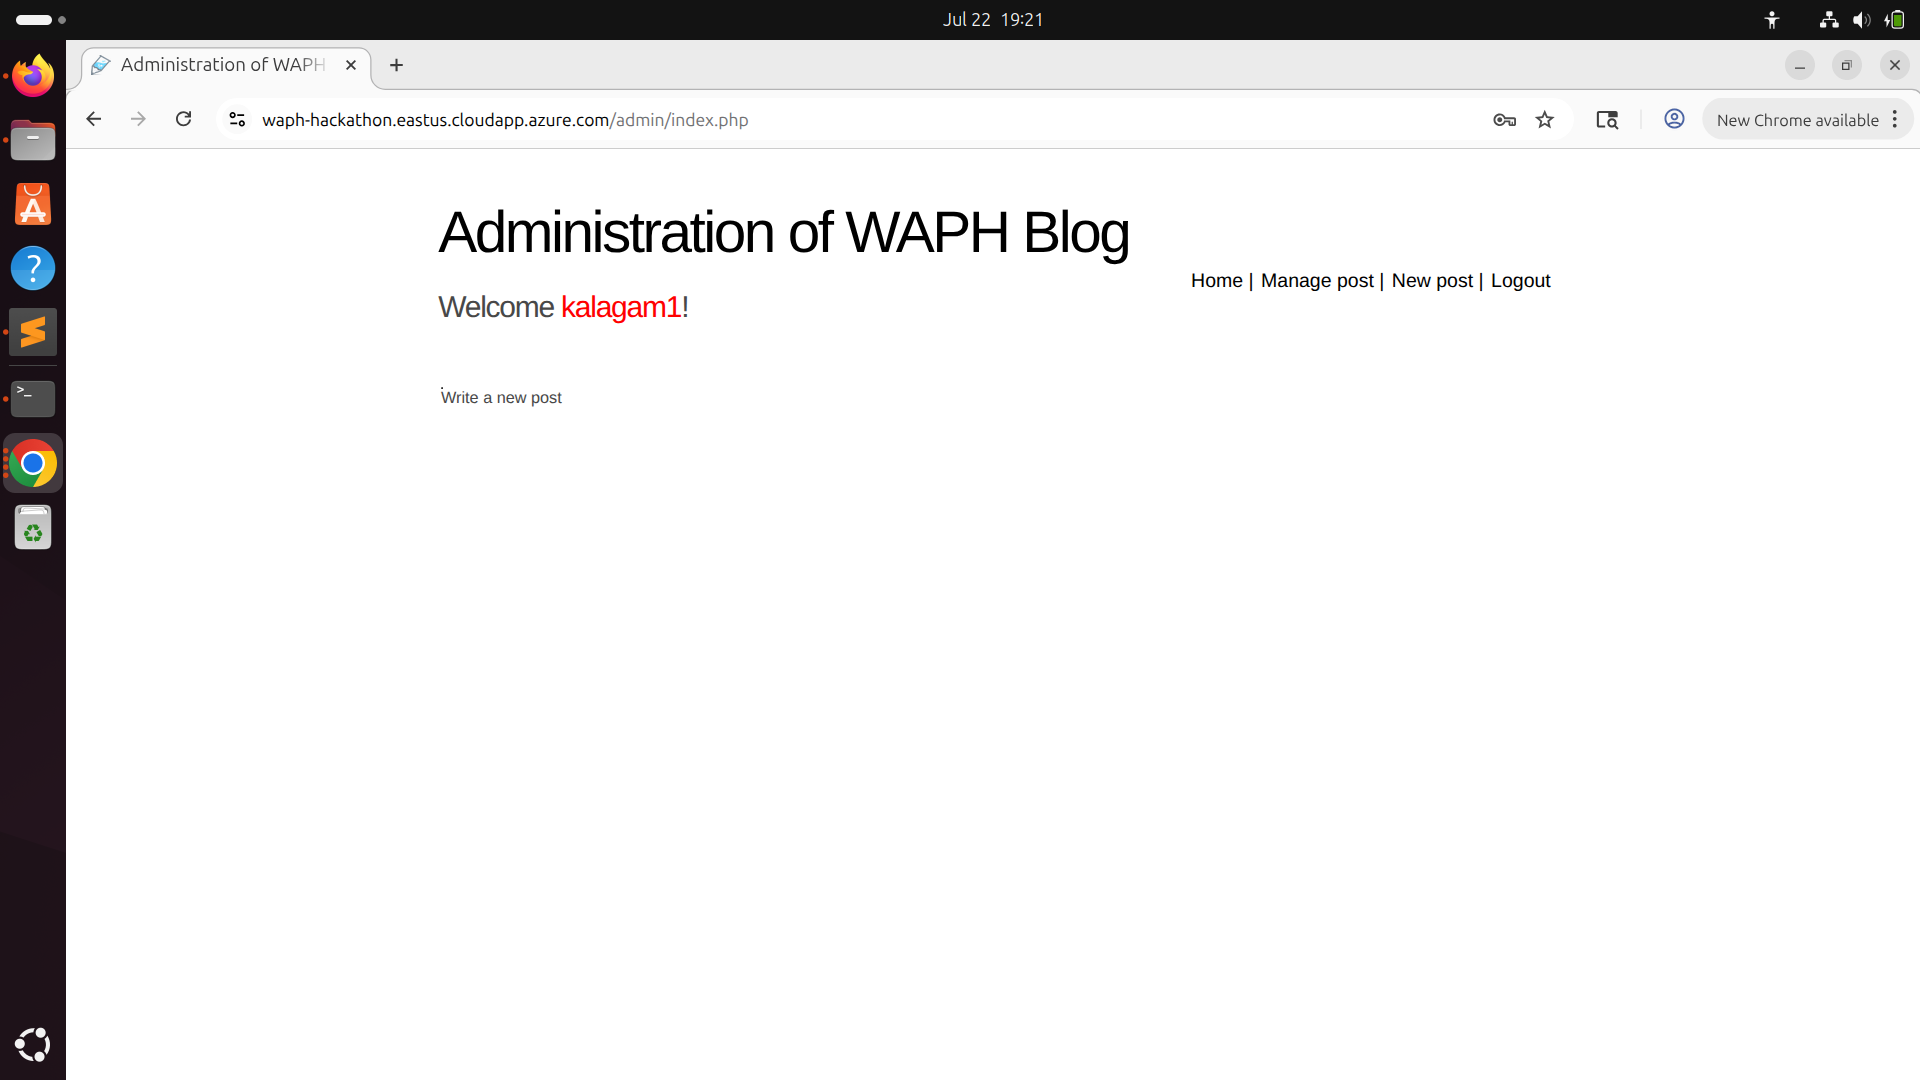 Jul 22 19:21
Administration of WAPH
waph-hackathon.eastus.cloudapp.azure.com/admin/index.php
New Chrome available
Administration of WAPH Blog
Home | Manage post | New post | Logout
Welcome kalagam1!
Write a new post